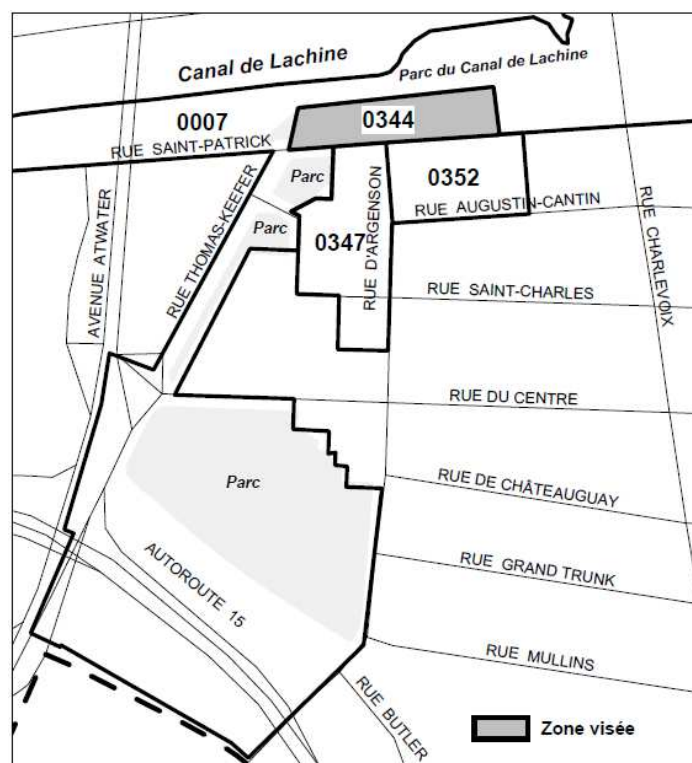 Canal de Lachine
Parc du Canal de Lachine
0007
0344
RUE SAINT-PATRICK
Parc
0352
RUE AUGUSTIN-CANTIN
Parc
0347
RUE D'ARGENSON
RUE THOMAS-KEEFER
AVENUE ATWATER
RUE CHARLEVOIX
RUE SAINT-CHARLES
RUE DU CENTRE
Parc
RUE DE CHÂTEAUGUAY
RUE GRAND TRUNK
AUTOROUTE 15
RUE MULLINS
RUE BUTLER
Zone visée